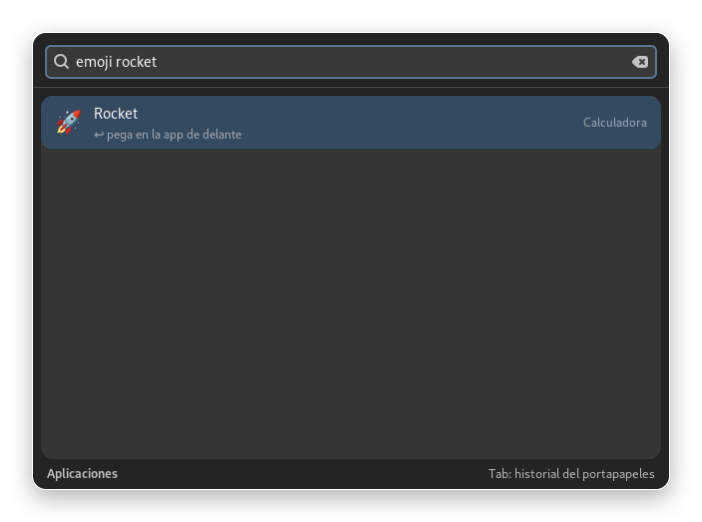 emoji rocket
Rocket
Calculadora
↩ pega en la app de delante
Aplicaciones
Tab: historial del portapapeles